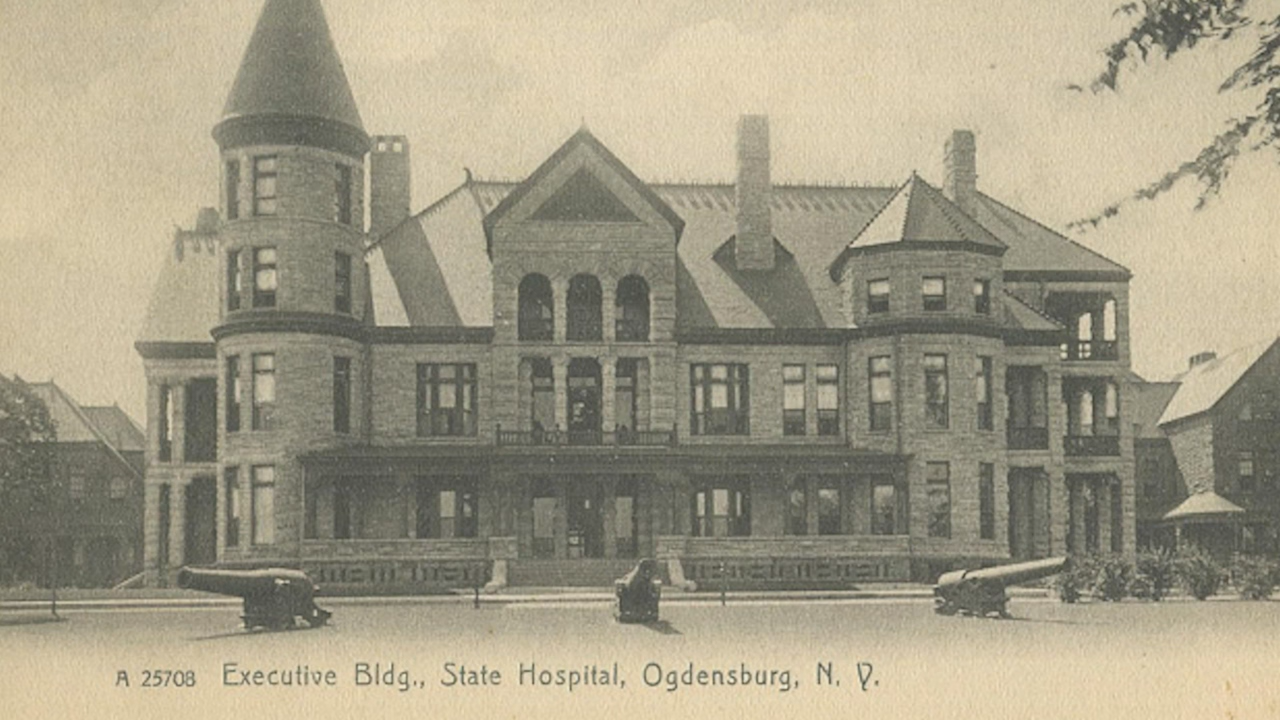 A 25708 Executive Bldg., State Hospital, Ogdensburg, N. Y.